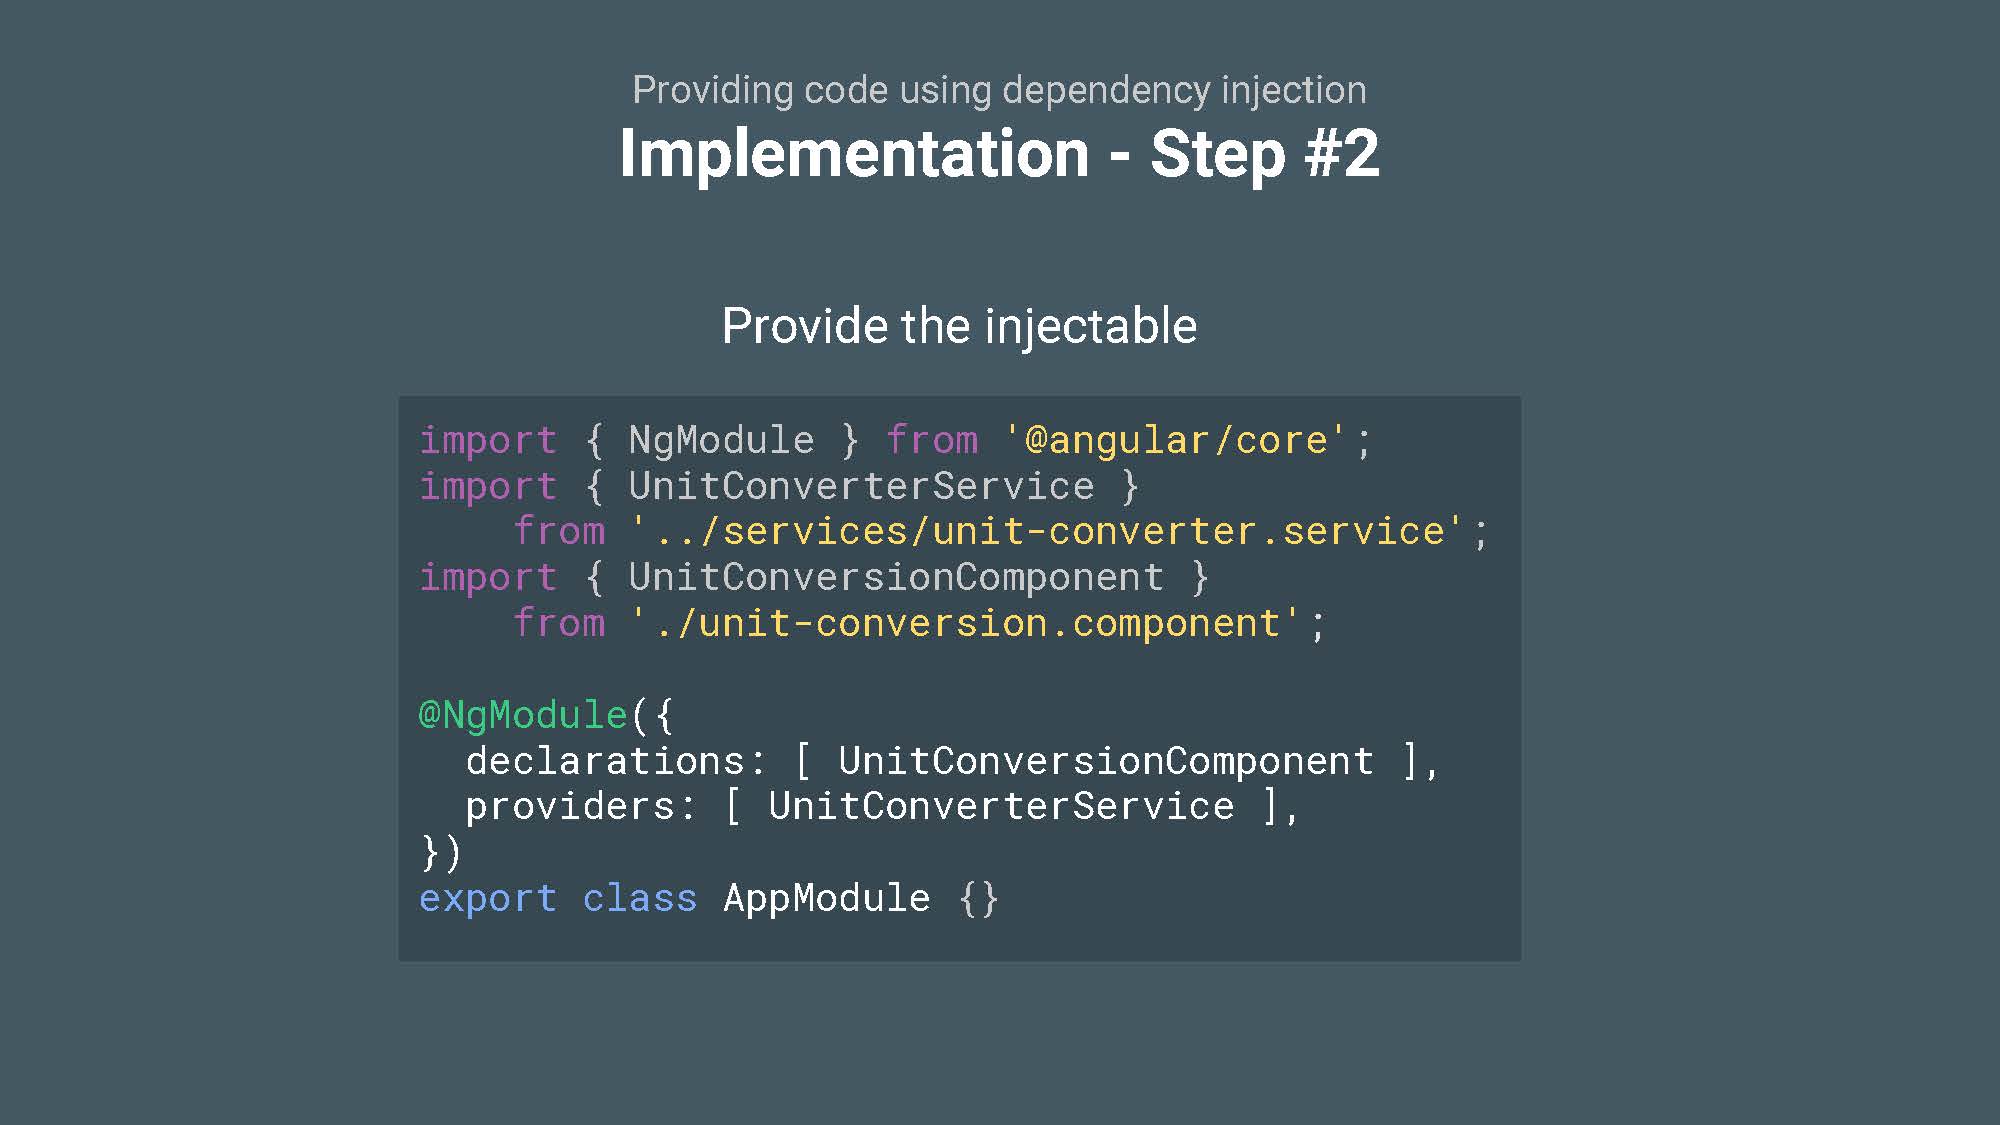 Providing code using dependency injection
Implementation - Step #2
Provide the injectable
import { NgModule } from '@angular/core';
import { UnitConverterService }
    from '../services/unit-converter.service';
import { UnitConversionComponent }
    from './unit-conversion.component';

@NgModule({
  declarations: [ UnitConversionComponent ],
  providers: [ UnitConverterService ],
})
export class AppModule {}